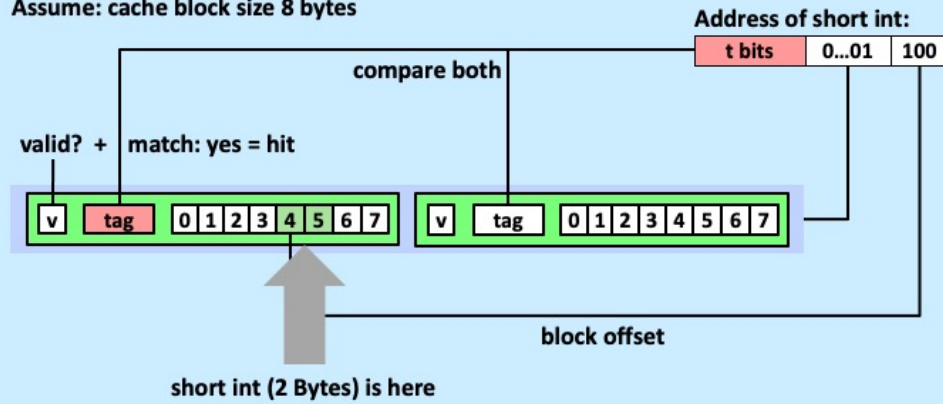 Assume: cache block size 8 bytes
Address of short int:
t bits 0...01 100
compare both
valid? + match: yes = hit
v tag 0 1 2 3 4 5 6 7 v tag 0 1 2 3 4 5 6 7
block offset
short int (2 Bytes) is here